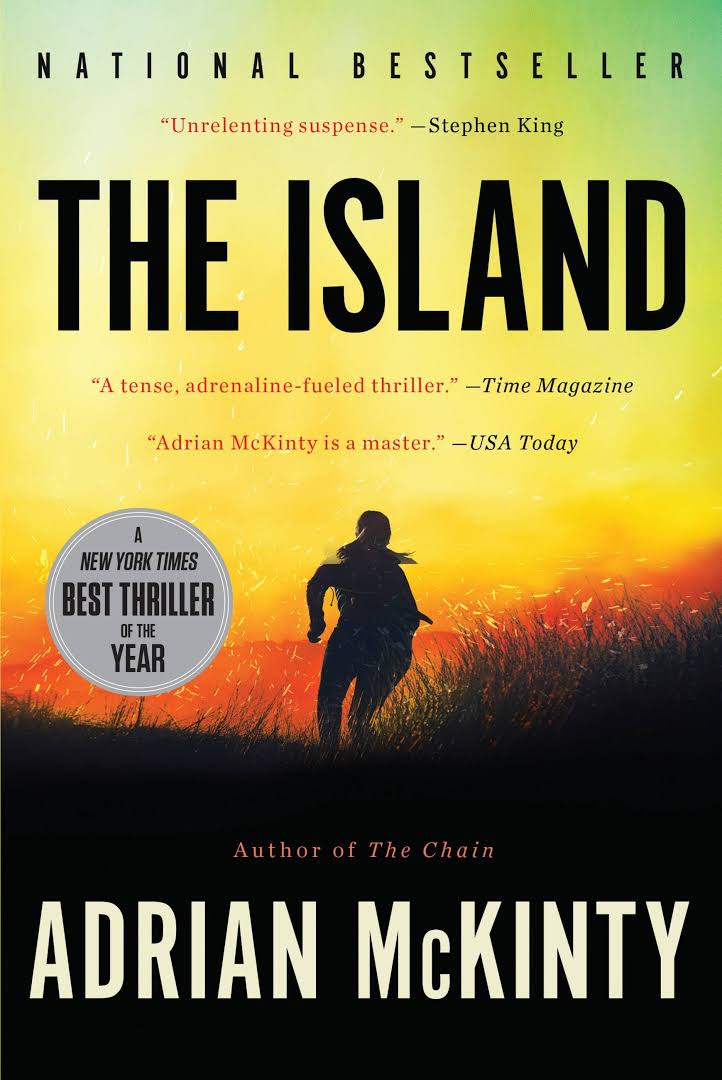 NATIONAL BESTSELLER
“Unrelenting suspense.” —Stephen King
THE ISLAND
“A tense, adrenaline-fueled thriller.” —Time Magazine
“Adrian McKinty is a master.” —USA Today
A
NEW YORK TIMES
BEST THRILLER
OF THE
YEAR
Author of The Chain
ADRIAN McKINTY